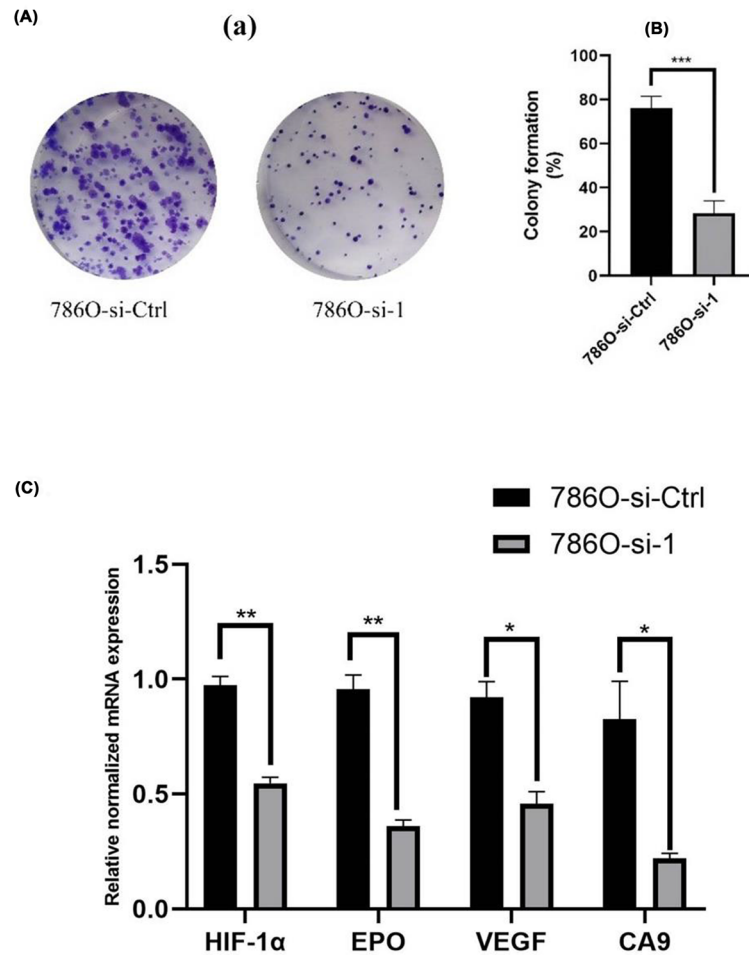 (A)
(a)
786O-si-Ctrl
786O-si-1
(B)
100
80
60
40
20
0
Colony formation
(%)
***
786O-si-Ctrl
786O-si-1
(C)
786O-si-Ctrl
786O-si-1
Relative normalized mRNA expression
1.5
1.0
0.5
0.0
**
**
*
*
HIF-1α
EPO
VEGF
CA9